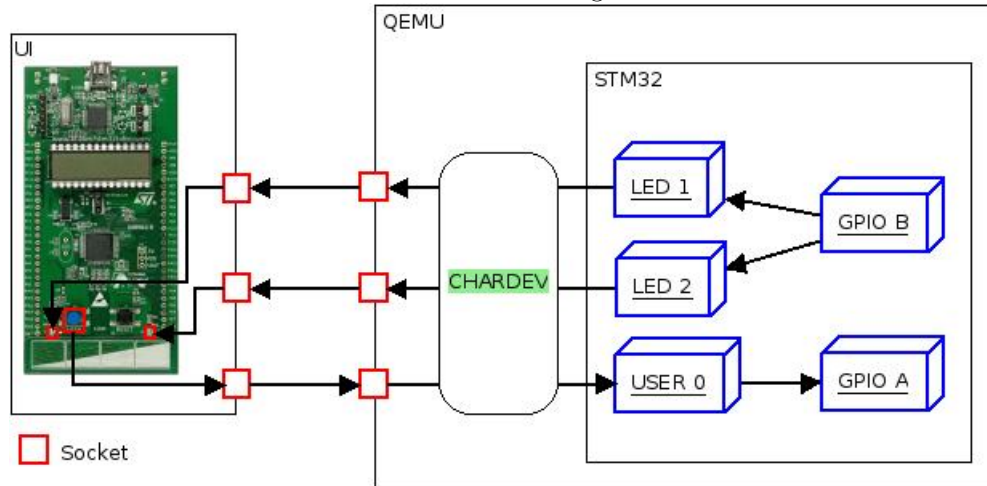 QEMU
UI
STM32
LED 1
GPIO B
CHARDEV
LED 2
USER 0
GPIO A
Socket